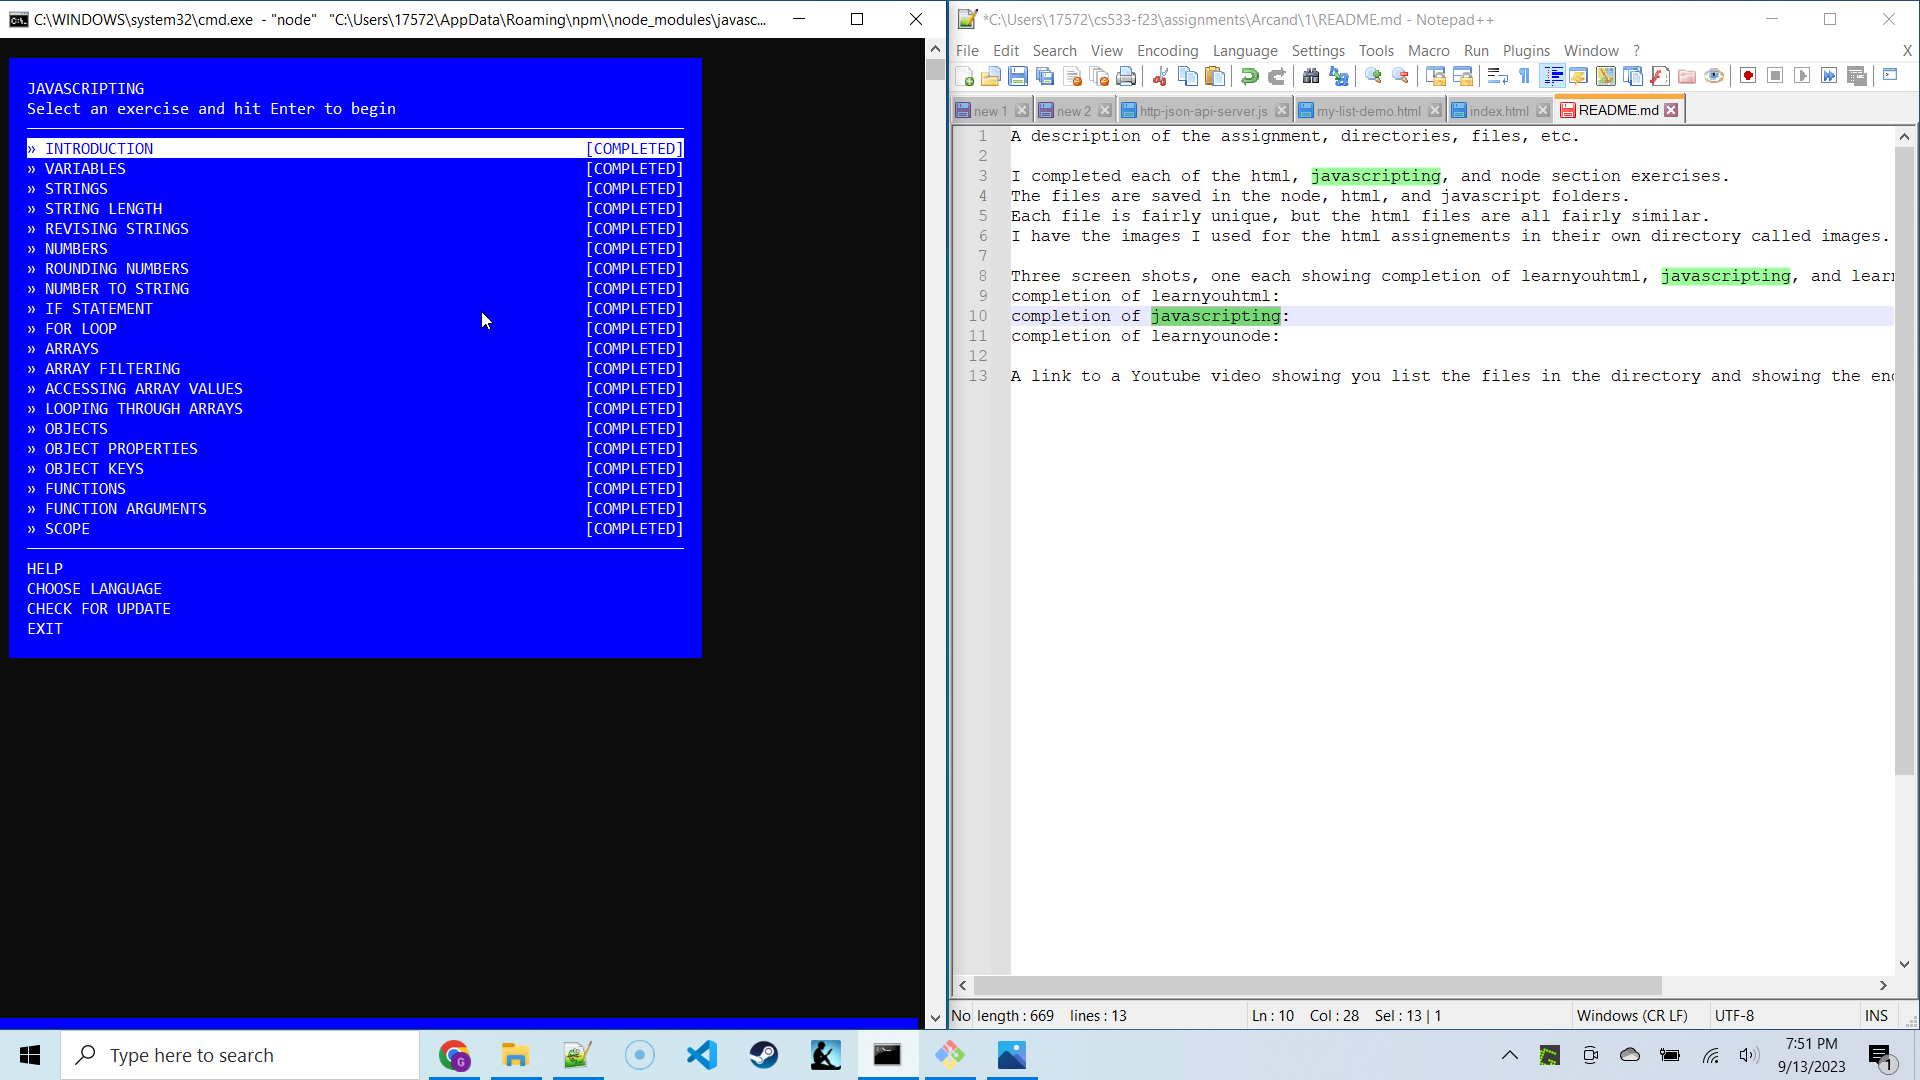 C:\WINDOWS\system32\cmd.exe - "node" "C:\Users\17572\AppData\Roaming\npm\\node_modules\javasc...
JAVASCRIPTING
Select an exercise and hit Enter to begin
» INTRODUCTION [COMPLETED]
» VARIABLES [COMPLETED]
» STRINGS [COMPLETED]
» STRING LENGTH [COMPLETED]
» REVISING STRINGS [COMPLETED]
» NUMBERS [COMPLETED]
» ROUNDING NUMBERS [COMPLETED]
» NUMBER TO STRING [COMPLETED]
» IF STATEMENT [COMPLETED]
» FOR LOOP [COMPLETED]
» ARRAYS [COMPLETED]
» ARRAY FILTERING [COMPLETED]
» ACCESSING ARRAY VALUES [COMPLETED]
» LOOPING THROUGH ARRAYS [COMPLETED]
» OBJECTS [COMPLETED]
» OBJECT PROPERTIES [COMPLETED]
» OBJECT KEYS [COMPLETED]
» FUNCTIONS [COMPLETED]
» FUNCTION ARGUMENTS [COMPLETED]
» SCOPE [COMPLETED]
HELP
CHOOSE LANGUAGE
CHECK FOR UPDATE
EXIT
*C:\Users\17572\cs533-f23\assignments\Arcand\1\README.md - Notepad++
File Edit Search View Encoding Language Settings Tools Macro Run Plugins Window ? X
new 1 new 2 http-json-api-server.js my-list-demo.html index.html README.md
1 A description of the assignment, directories, files, etc.
2
3 I completed each of the html, javascripting, and node section exercises.
4 The files are saved in the node, html, and javascript folders.
5 Each file is fairly unique, but the html files are all fairly similar.
6 I have the images I used for the html assignements in their own directory called images.
7
8 Three screen shots, one each showing completion of learnyouhtml, javascripting, and lear
9 completion of learnyouhtml:
10 completion of javascripting:
11 completion of learnyounode:
12
13 A link to a Youtube video showing you list the files in the directory and showing the en
No length : 669 lines : 13 Ln : 10 Col : 28 Sel : 13 | 1 Windows (CR LF) UTF-8 INS
Type here to search
G
7:51 PM
9/13/2023
1